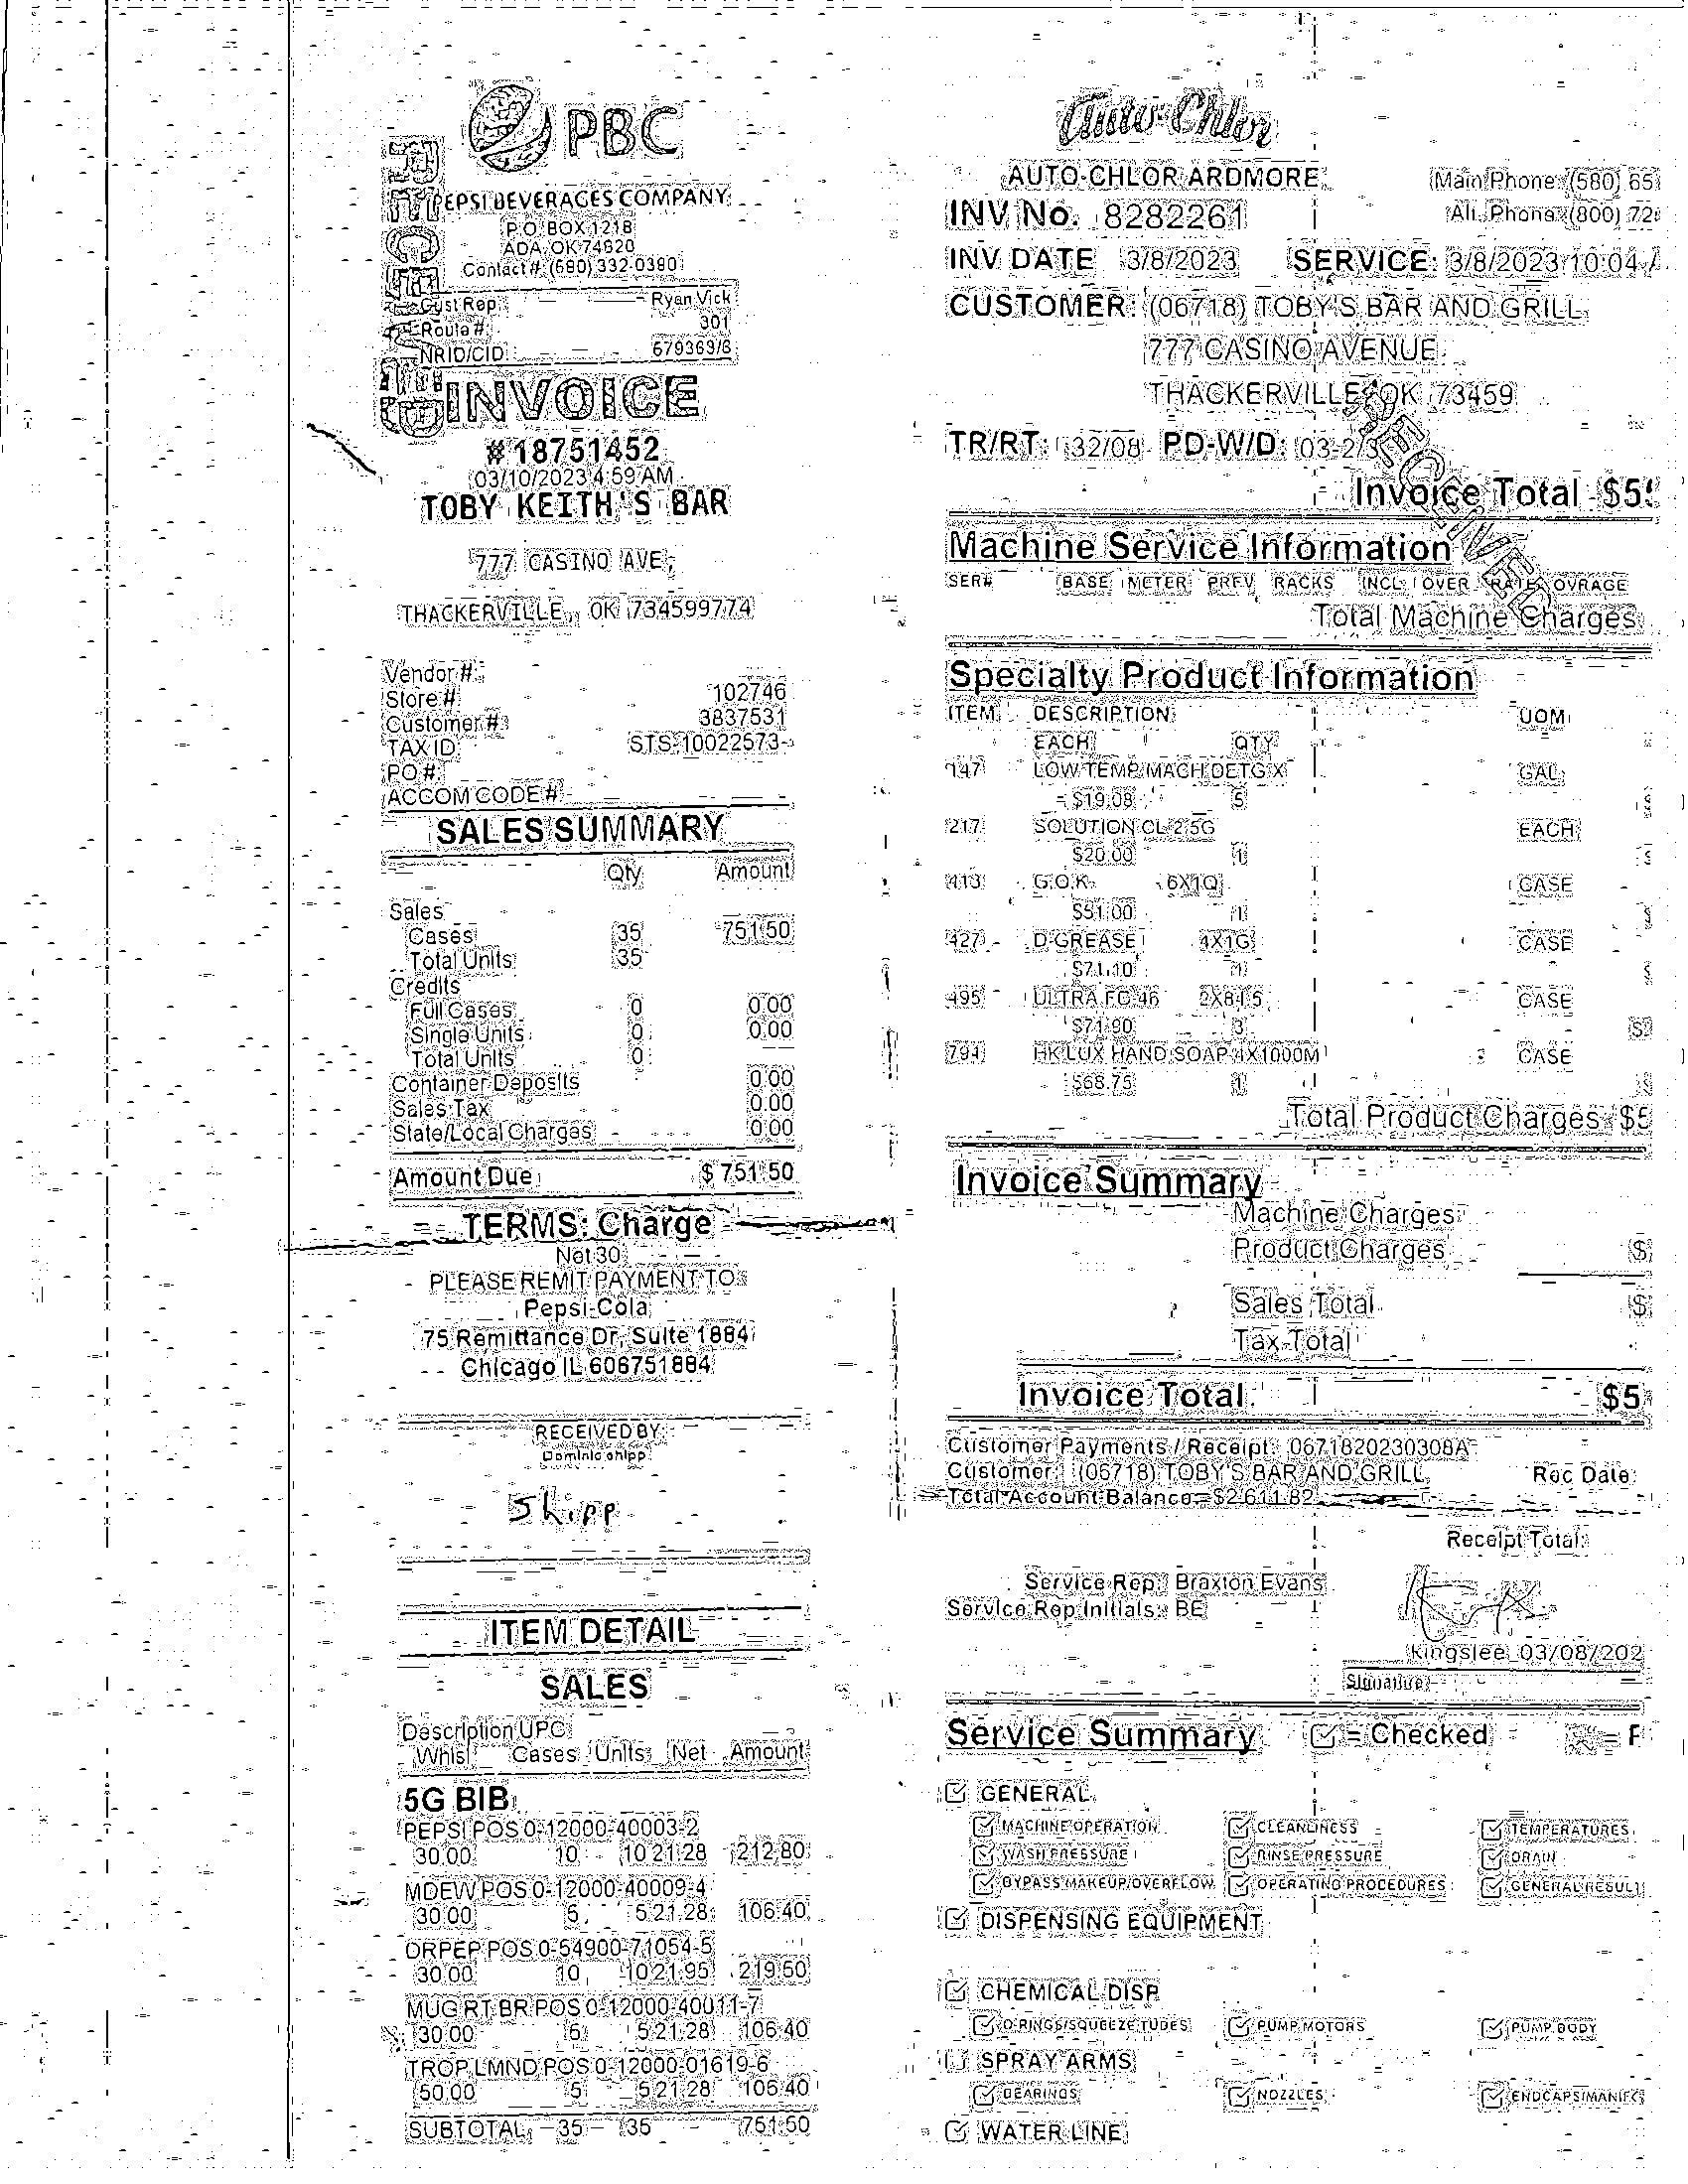 PBC
RECEIVED
PEPSI BEVERAGES COMPANY
P.O. BOX 1218
ADA, OK 74820
Contact #: (580) 332-0380
Cust Rep: Ryan Vick
Route #: 301
NRID/CID: 679369/6
INVOICE
# 18751452
03/10/2023 4:59 AM
TOBY KEITH'S BAR
777 CASINO AVE,
THACKERVILLE, OK 734599774
Vendor #:
Store #: 102746
Customer #: 3837531
TAX ID: STS-10022573-
PO #:
ACCOM CODE #:
SALES SUMMARY
Qty Amount
Sales
Cases 35 751.50
Total Units 35
Credits
Full Cases 0 0.00
Single Units 0 0.00
Total Units 0
Container Deposits 0.00
Sales Tax 0.00
State/Local Charges 0.00
Amount Due $ 751.50
TERMS: Charge
Net 30
PLEASE REMIT PAYMENT TO:
Pepsi-Cola
75 Remittance Dr, Suite 1884
Chicago IL 606751884
RECEIVED BY
Dominic shipp
Shipp
ITEM DETAIL
SALES
Description UPC
Whlsl Cases Units Net Amount
5G BIB
PEPSI POS 0-12000-40003-2
30.00 10 10 21.28 212.80
MDEW POS 0-12000-40009-4
30.00 5 5 21.28 106.40
DRPEP POS 0-54900-71054-5
30.00 10 10 21.95 219.50
MUG RT BR POS 0-12000-40011-7
30.00 5 5 21.28 106.40
TROP LMND POS 0-12000-01619-6
50.00 5 5 21.28 106.40
SUBTOTAL 35 35 751.50
Auto-Chlor
AUTO-CHLOR ARDMORE Main Phone: (580) 65
INV No. 8282261 Alt. Phone: (800) 72
INV DATE 3/8/2023 SERVICE: 3/8/2023 10:04
CUSTOMER: (06718) TOBY'S BAR AND GRILL
777 CASINO AVENUE
THACKERVILLE OK 73459
RECEIVED
TR/RT: 32/08 PD-W/D: 03-2/3
Invoice Total $5
Machine Service Information
SER# BASE METER PREV RACKS INCL OVER RATE OVRAGE
Total Machine Charges
Specialty Product Information
ITEM DESCRIPTION UOM
EACH QTY
147 LOW TEMP MACH DETG X GAL
$19.08 5
217 SOLUTION CL 2.5G EACH
$20.00 1
413 G.O.K. 6X1Q CASE
$51.00 1
427 D-GREASE 4X1G CASE
$71.10 1
495 ULTRA FC 46 2X84.5 CASE
$71.90 3
794 HK LUX HAND SOAP 4X1000M CASE
$68.75 1
Total Product Charges $5
Invoice Summary
Machine Charges
Product Charges $
Sales Total $
Tax Total
Invoice Total $5
Customer Payments / Receipt: 0671820230308A
Customer: (06718) TOBY'S BAR AND GRILL Rec Date:
Total Account Balance = $2,611.82
Receipt Total:
Service Rep: Braxton Evans
Service Rep Initials: BE
Kingslee 03/08/202
Signature
Service Summary ☑ = Checked = F
☑ GENERAL
☑ MACHINE OPERATION ☑ CLEANLINESS ☑ TEMPERATURES
☑ WASH PRESSURE ☑ RINSE PRESSURE ☑ DRAIN
☑ BYPASS MAKEUP/OVERFLOW ☑ OPERATING PROCEDURES ☑ GENERAL RESULT
☑ DISPENSING EQUIPMENT
☑ CHEMICAL DISP
☑ O-RINGS/SQUEEZE TUBES ☑ PUMP MOTORS ☑ PUMP BODY
☑ SPRAY ARMS
☑ BEARINGS ☑ NOZZLES ☑ ENDCAPS/MANIFO
☑ WATER LINE